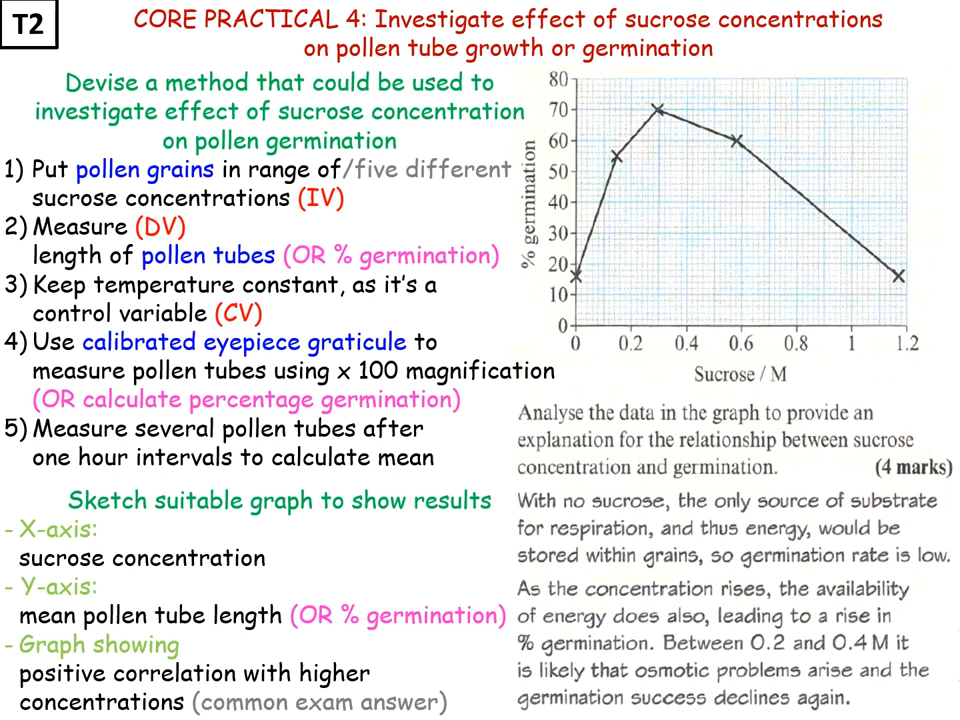 T2
CORE PRACTICAL 4: Investigate effect of sucrose concentrations
on pollen tube growth or germination
Devise a method that could be used to
investigate effect of sucrose concentration
on pollen germination
1) Put pollen grains in range of/five different
sucrose concentrations (IV)
2) Measure (DV)
length of pollen tubes (OR % germination)
3) Keep temperature constant, as it's a
control variable (CV)
4) Use calibrated eyepiece graticule to
measure pollen tubes using x 100 magnification
(OR calculate percentage germination)
5) Measure several pollen tubes after
one hour intervals to calculate mean
Sketch suitable graph to show results
- X-axis:
sucrose concentration
- Y-axis:
mean pollen tube length (OR % germination)
- Graph showing
positive correlation with higher
concentrations (common exam answer)
% germination
80
70
60
50
40
30
20
10
0
0 0.2 0.4 0.6 0.8 1 1.2
Sucrose / M
Analyse the data in the graph to provide an
explanation for the relationship between sucrose
concentration and germination. (4 marks)
With no sucrose, the only source of substrate
for respiration, and thus energy, would be
stored within grains, so germination rate is low.
As the concentration rises, the availability
of energy does also, leading to a rise in
% germination. Between 0.2 and 0.4 M it
is likely that osmotic problems arise and the
germination success declines again.